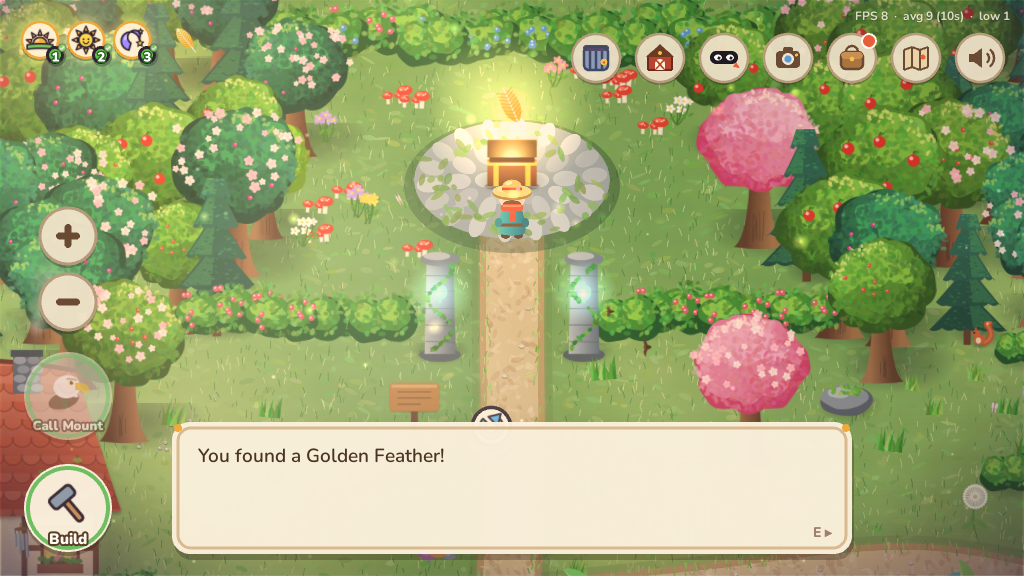 FPS 8 · avg 9 (10s) · low 1
1
2
3
Call Mount
Build
You found a Golden Feather!
E